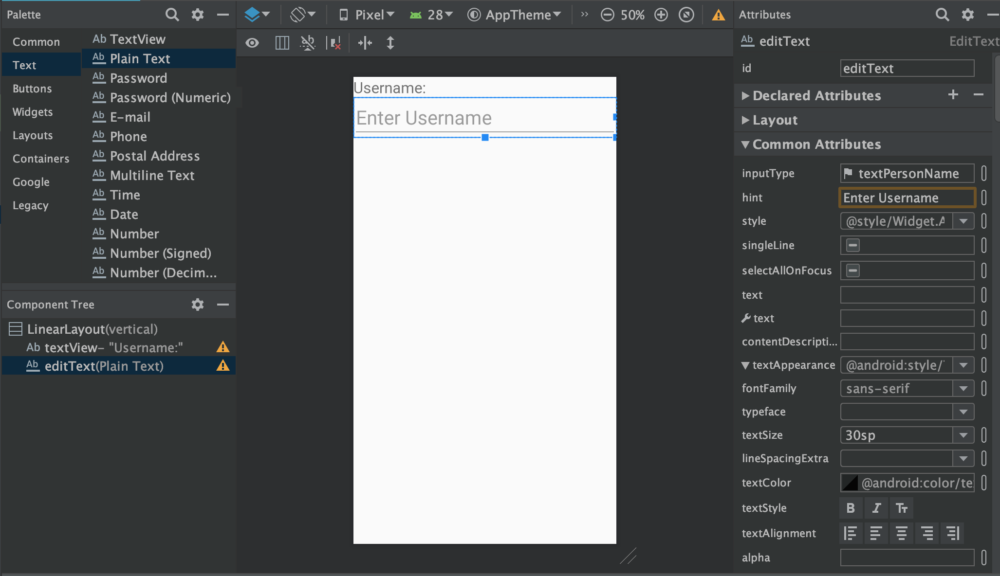 Palette
Common
Text
Buttons
Widgets
Layouts
Containers
Google
Legacy
Ab TextView
Ab Plain Text
Ab Password
Ab Password (Numeric)
Ab E-mail
Ab Phone
Ab Postal Address
Ab Multiline Text
Ab Time
Ab Date
Ab Number
Ab Number (Signed)
Ab Number (Decim...
Component Tree
LinearLayout(vertical)
Ab textView- "Username:"
Ab editText(Plain Text)
Pixel 28 AppTheme » 50%
ab
Username:
Enter Username
Attributes
Ab editText EditText
id editText
Declared Attributes
Layout
Common Attributes
inputType textPersonName
hint Enter Username
style @style/Widget.A
singleLine
selectAllOnFocus
text
text
contentDescripti...
textAppearance @android:style/
fontFamily sans-serif
typeface
textSize 30sp
lineSpacingExtra
textColor @android:color/te
textStyle B I TT
textAlignment
alpha